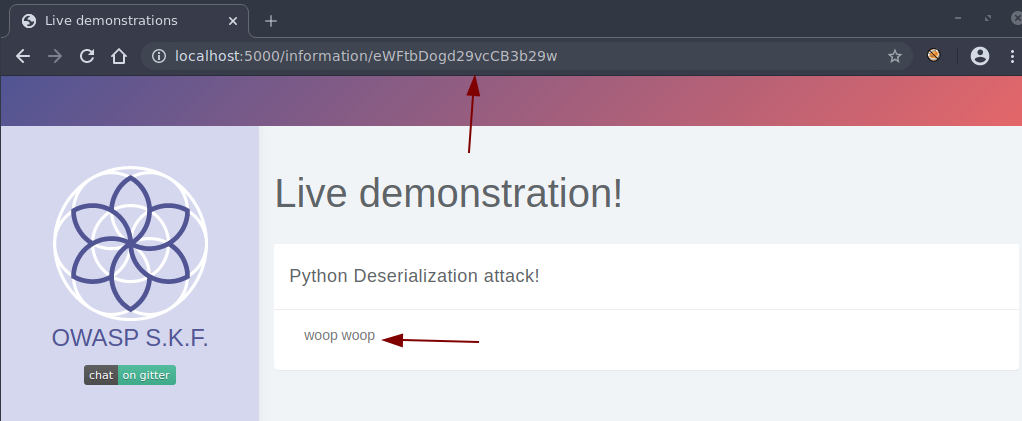 Live demonstrations
localhost:5000/information/eWFtbDogd29vcCB3b29w
Live demonstration!
Python Deserialization attack!
woop woop
OWASP S.K.F.
chat on gitter